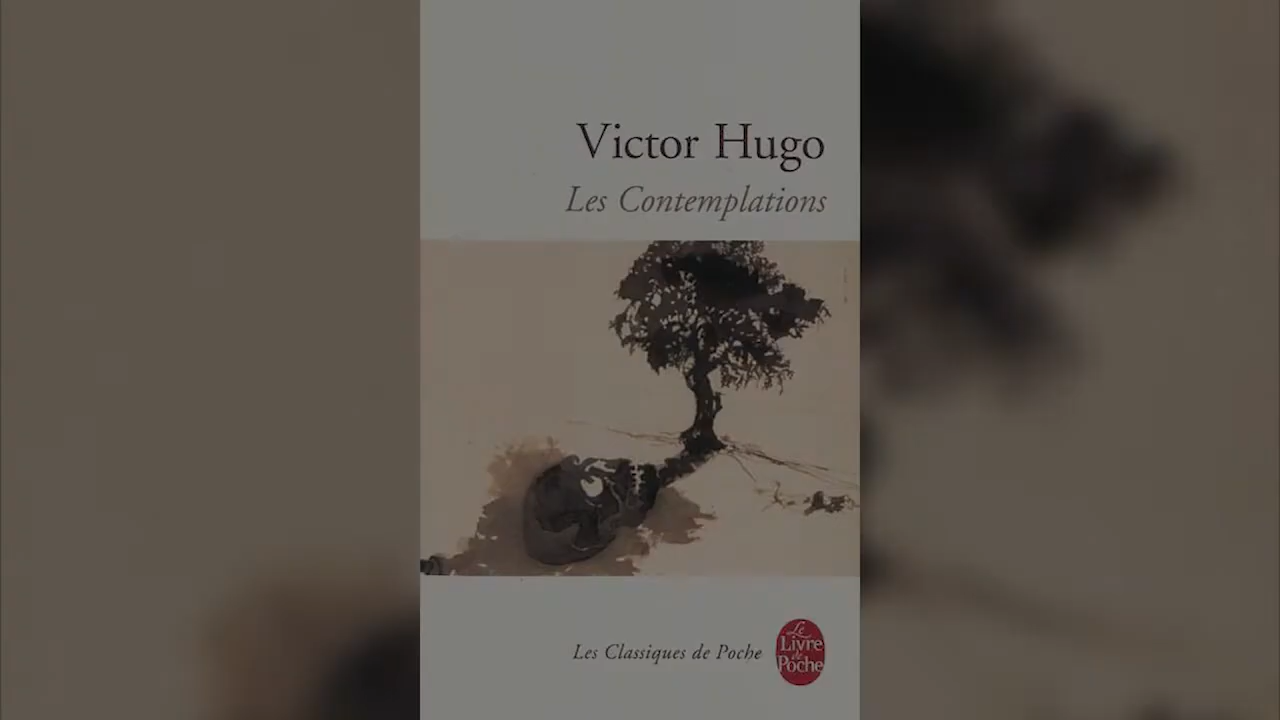 Victor Hugo
Les Contemplations
Les Classiques de Poche
Le
Livre
de
Poche